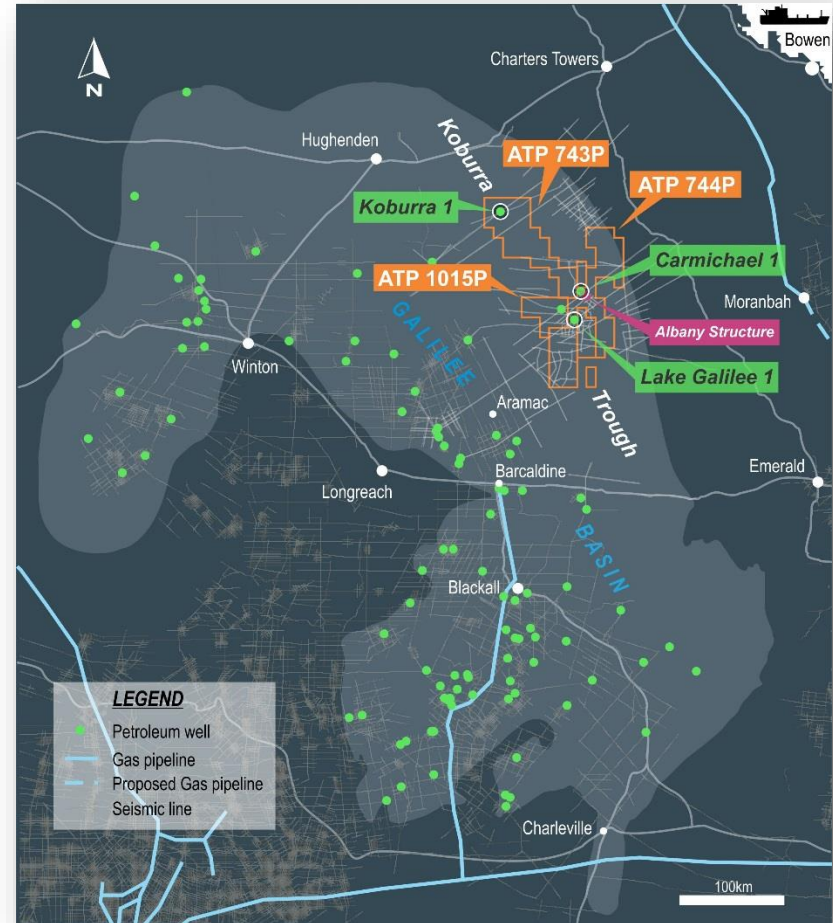 Bowen
Charters Towers
N
Hughenden
Koburra
ATP 743P
ATP 744P
Koburra 1
Carmichael 1
ATP 1015P
Moranbah
GALILEE
Albany Structure
Winton
Lake Galilee 1
Aramac
Trough
Emerald
Barcaldine
Longreach
BASIN
Blackall
LEGEND
Petroleum well
Gas pipeline
Proposed Gas pipeline
Seismic line
Charleville
100km